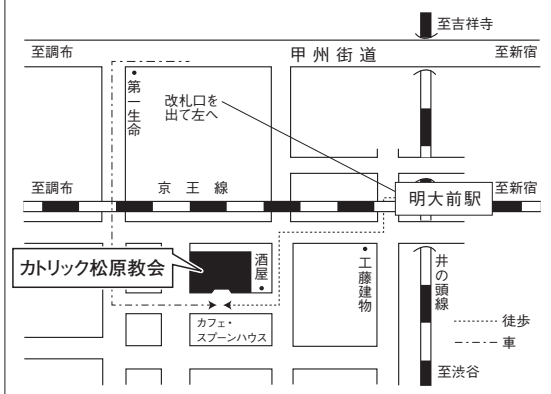 至吉祥寺
至調布
甲州街道
至新宿
第一生命
改札口を
出て左へ
至調布
京王線
明大前駅
至新宿
カトリック松原教会
酒屋
工藤建物
井の頭線
カフェ・
スプーンハウス
徒歩
車
至渋谷